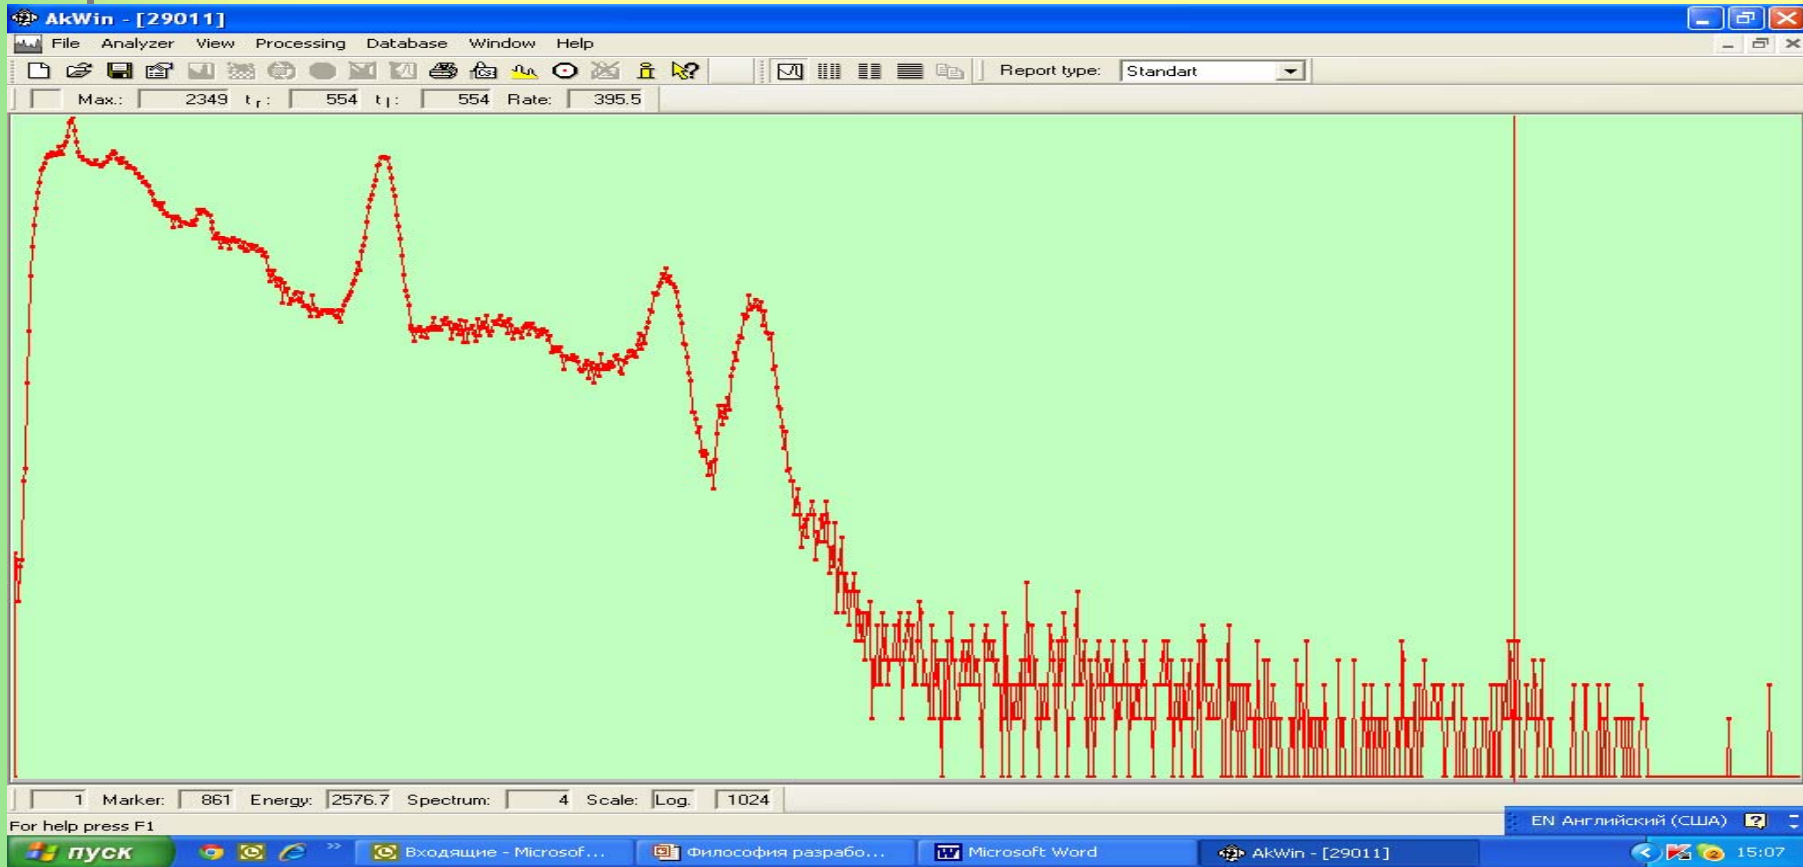 AkWin - [29011]
File Analyzer View Processing Database Window Help
Report type: Standart
Max.: 2349 t r : 554 t l : 554 Rate: 395.5
1 Marker: 861 Energy: 2576.7 Spectrum: 4 Scale: Log. 1024
For help press F1
EN Английский (США)
пуск Входящие - Microsof... Философия разрабо... Microsoft Word AkWin - [29011] 15:07